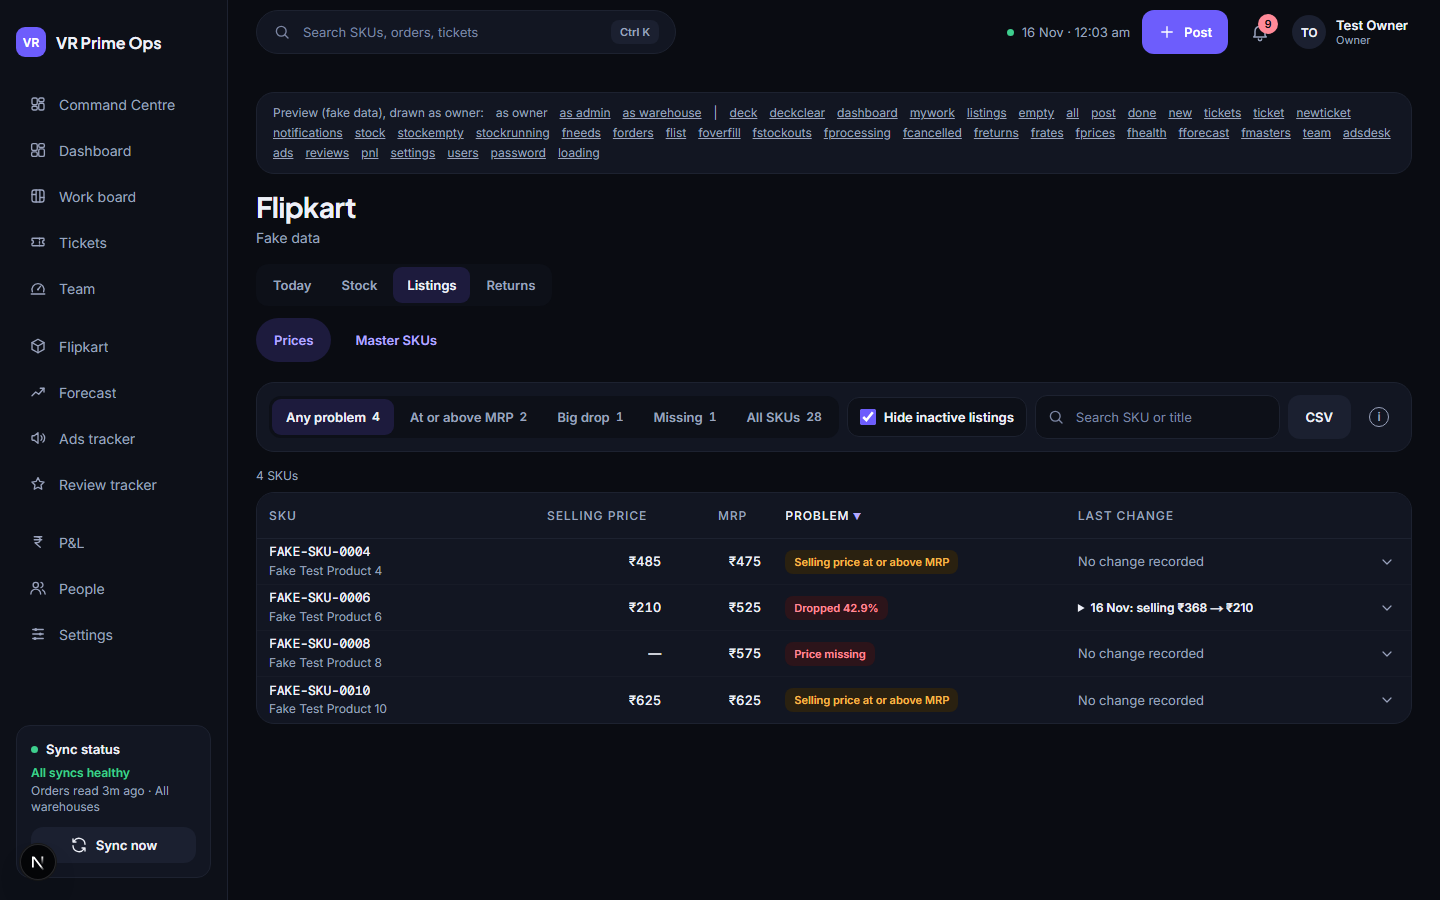 VR
VR Prime Ops
Search SKUs, orders, tickets
Ctrl K
16 Nov · 12:03 am
Post
9
TO
Test Owner
Owner
Command Centre
Dashboard
Work board
Tickets
Team
Flipkart
Forecast
Ads tracker
Review tracker
P&L
People
Settings
Sync status
All syncs healthy
Orders read 3m ago · All
warehouses
Sync now
N
Preview (fake data), drawn as owner: as owner as admin as warehouse | deck deckclear dashboard mywork listings empty all post done new tickets ticket newticket
notifications stock stockempty stockrunning fneeds forders flist foverfill fstockouts fprocessing fcancelled freturns frates fprices fhealth fforecast fmasters team adsdesk
ads reviews pnl settings users password loading
Flipkart
Fake data
Today Stock Listings Returns
Prices Master SKUs
Any problem 4 At or above MRP 2 Big drop 1 Missing 1 All SKUs 28 Hide inactive listings Search SKU or title CSV i
4 SKUs
SKU SELLING PRICE MRP PROBLEM ▼ LAST CHANGE
FAKE-SKU-0004
Fake Test Product 4
₹485 ₹475 Selling price at or above MRP No change recorded
FAKE-SKU-0006
Fake Test Product 6
₹210 ₹525 Dropped 42.9% ▶ 16 Nov: selling ₹368 → ₹210
FAKE-SKU-0008
Fake Test Product 8
— ₹575 Price missing No change recorded
FAKE-SKU-0010
Fake Test Product 10
₹625 ₹625 Selling price at or above MRP No change recorded